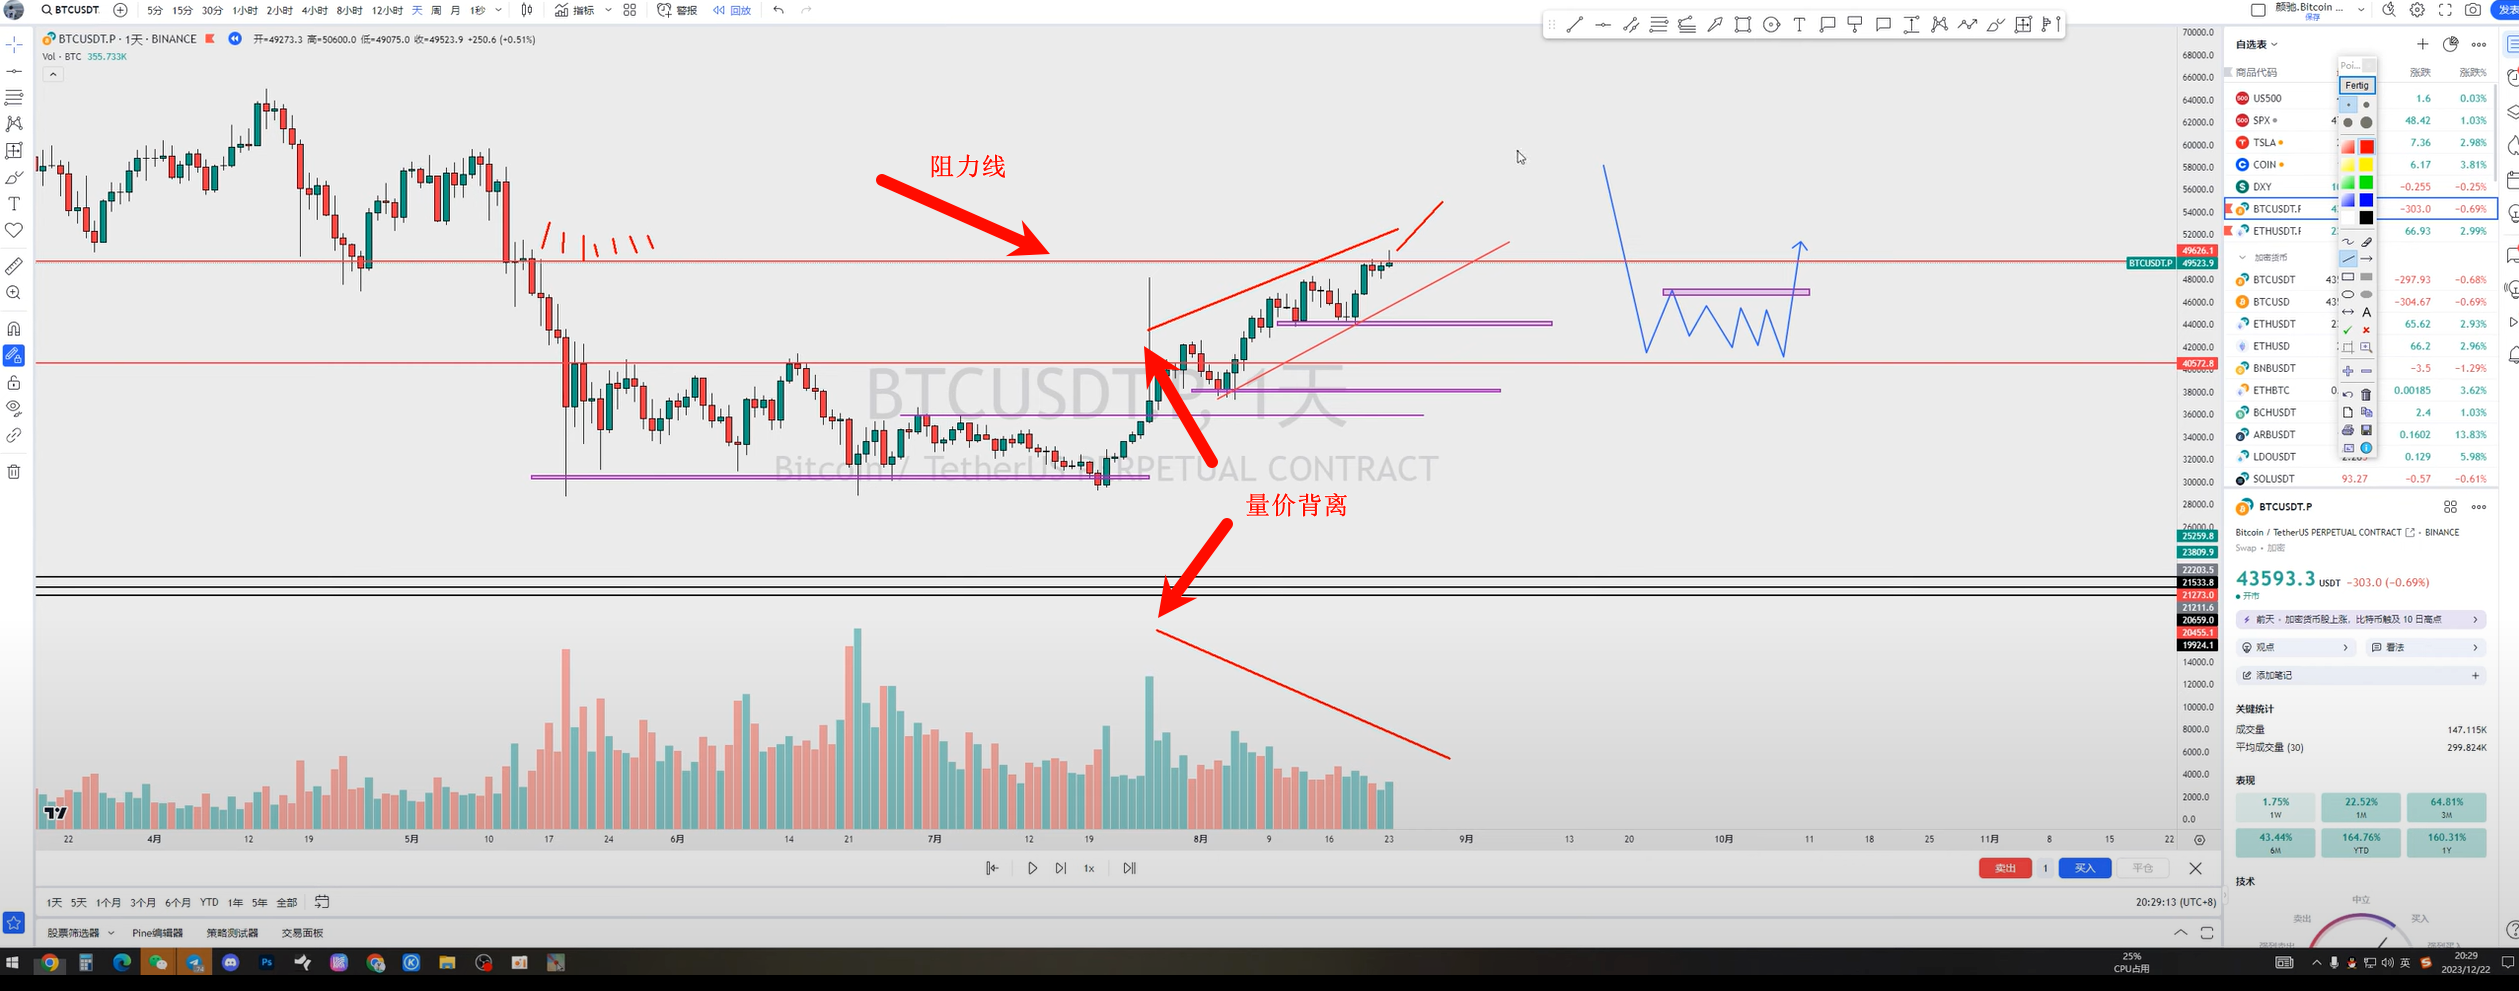 BTCUSDT 5分 15分 30分 1小时 2小时 4小时 8小时 12小时 天 周 月 1秒 指标 警报 回放
颜驰.Bitcoin ...
保存
发表
BTCUSDT.P · 1天 · BINANCE 开=49273.3 高=50600.0 低=49075.0 收=49523.9 +250.6 (+0.51%)
Vol · BTC 355.733K
阻力线
量价背离
BTCUSDT.P, 1天
Bitcoin / TetherUS PERPETUAL CONTRACT
70000.0
68000.0
66000.0
64000.0
62000.0
60000.0
58000.0
56000.0
54000.0
52000.0
49626.1
BTCUSDT.P 49523.9
48000.0
46000.0
44000.0
42000.0
40572.8
38000.0
36000.0
34000.0
32000.0
30000.0
28000.0
26000.0
25259.8
23809.9
22203.5
21533.8
21273.0
21211.6
20659.0
20455.1
19924.1
14000.0
12000.0
10000.0
8000.0
6000.0
4000.0
2000.0
0.0
22 4月 12 19 5月 10 17 24 6月 14 21 7月 12 19 8月 9 16 23 9月 13 20 10月 11 18 25 11月 8 15 22
1x
卖出 1 买入 平仓
1天 5天 1个月 3个月 6个月 YTD 1年 5年 全部
20:29:13 (UTC+8)
股票筛选器 Pine编辑器 策略测试器 交易面板
自选表
商品代码 涨跌 涨跌%
US500 1.6 0.03%
SPX 48.42 1.03%
TSLA 7.36 2.98%
COIN 6.17 3.81%
DXY −0.255 −0.25%
BTCUSDT.P −303.0 −0.69%
ETHUSDT.P 66.93 2.99%
加密货币
BTCUSDT −297.93 −0.68%
BTCUSD −304.67 −0.69%
ETHUSDT 65.62 2.93%
ETHUSD 66.2 2.96%
BNBUSDT −3.5 −1.29%
ETHBTC 0.00185 3.62%
BCHUSDT 2.4 1.03%
ARBUSDT 0.1602 13.83%
LDOUSDT 0.129 5.98%
SOLUSDT 93.27 −0.57 −0.61%
Poi...
Fertig
A
BTCUSDT.P
Bitcoin / TetherUS PERPETUAL CONTRACT · BINANCE
Swap · 加密
43593.3 USDT −303.0 (−0.69%)
开市
前天 · 加密货币股上涨，比特币触及 10 日高点
观点 看法
添加笔记
关键统计
成交量 147.115K
平均成交量 (30) 299.824K
表现
1.75% 22.52% 64.81%
1W 1M 3M
43.44% 164.76% 160.31%
6M YTD 1Y
技术
中立
卖出 买入
25%
CPU占用
英
20:29
2023/12/22